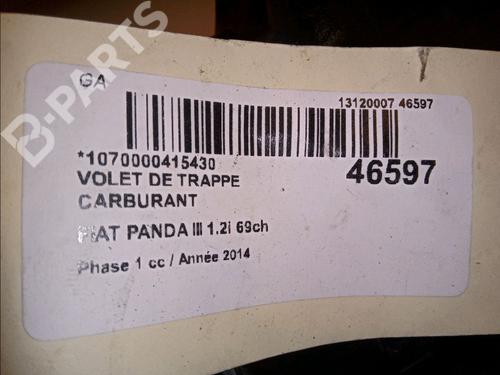 B-PARTS
GA
13120007 46597
*1070000415430
46597
VOLET DE TRAPPE
CARBURANT
FIAT PANDA III 1.2i 69ch
Phase 1 cc / Année 2014